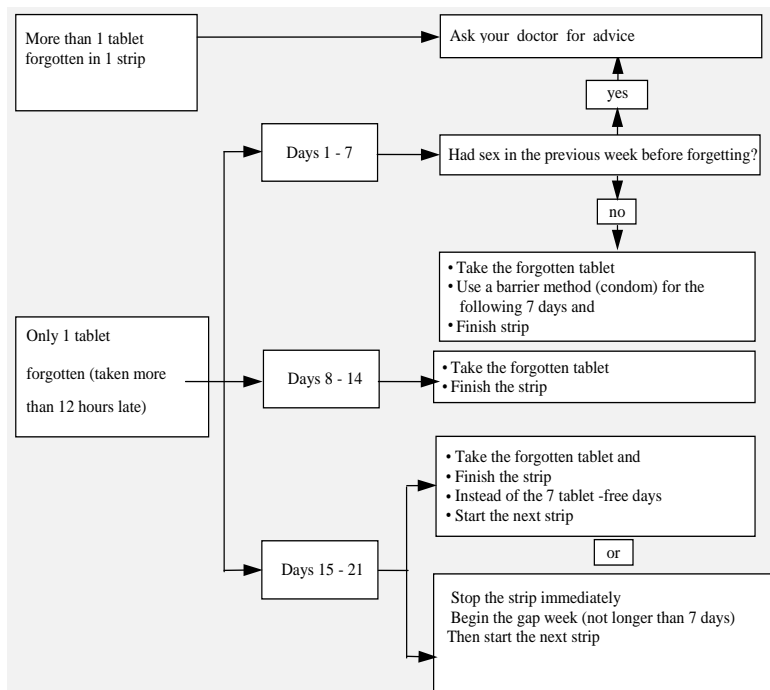 More than 1 tablet
forgotten in 1 strip
Ask your doctor for advice
yes
Days 1 - 7
Had sex in the previous week before forgetting?
no
• Take the forgotten tablet
• Use a barrier method (condom) for the
following 7 days and
• Finish strip
Only 1 tablet
forgotten (taken more
than 12 hours late)
Days 8 - 14
• Take the forgotten tablet
• Finish the strip
• Take the forgotten tablet and
• Finish the strip
• Instead of the 7 tablet -free days
• Start the next strip
or
Days 15 - 21
Stop the strip immediately
Begin the gap week (not longer than 7 days)
Then start the next strip